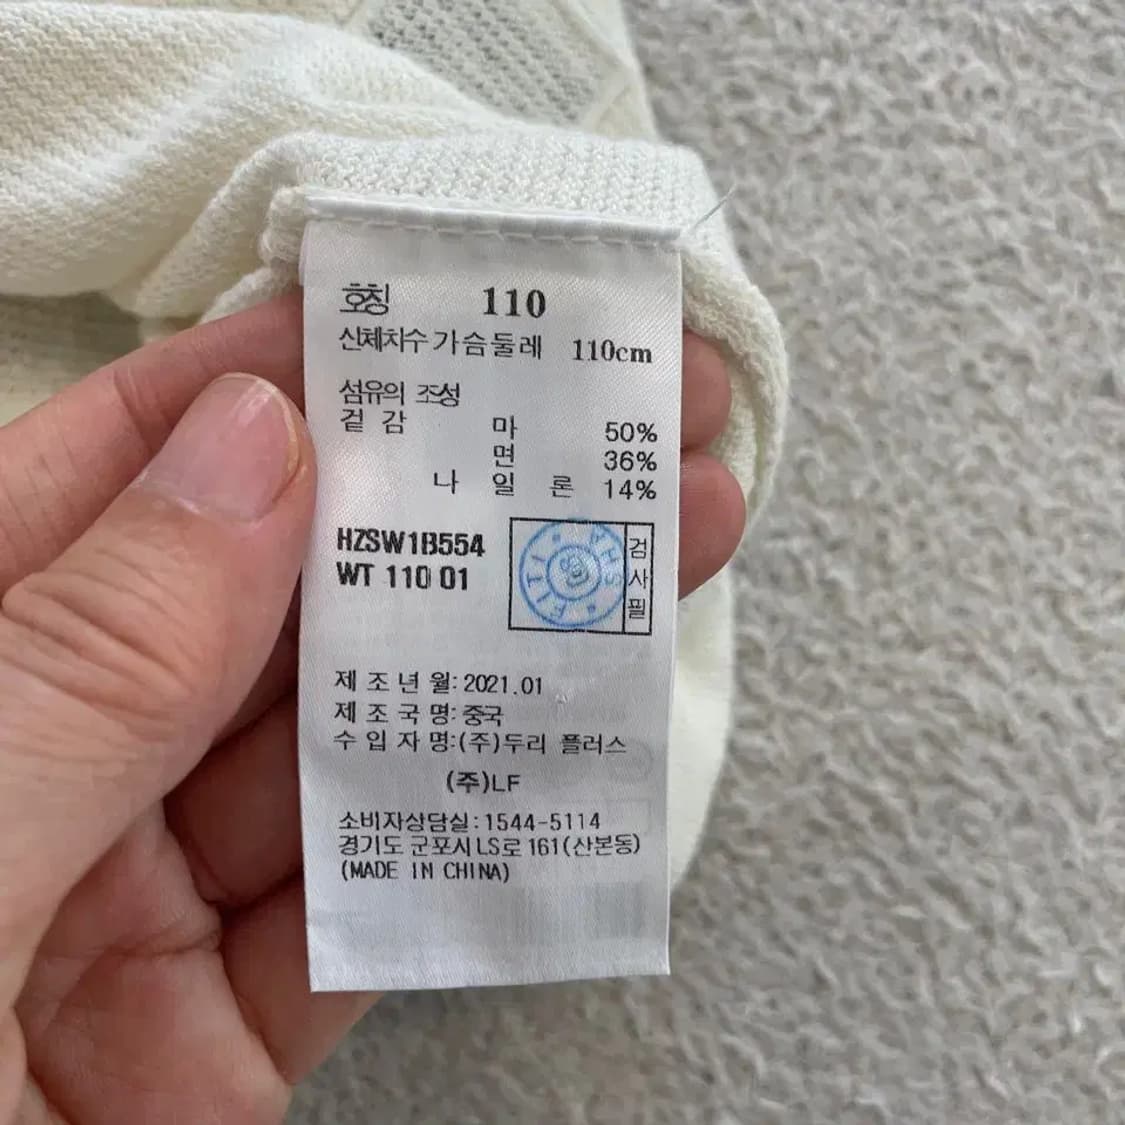 호칭 110
신체치수 가슴둘레 110cm
섬유의 조성
겉 감 마 50%
면 36%
나 일 론 14%
HZSW1B554
WT 110 01
FITI
검사필
제 조 년 월: 2021.01
제 조 국 명: 중국
수 입 자 명: (주)두리 플러스
(주)LF
소비자상담실: 1544-5114
경기도 군포시 LS로 161(산본동)
(MADE IN CHINA)